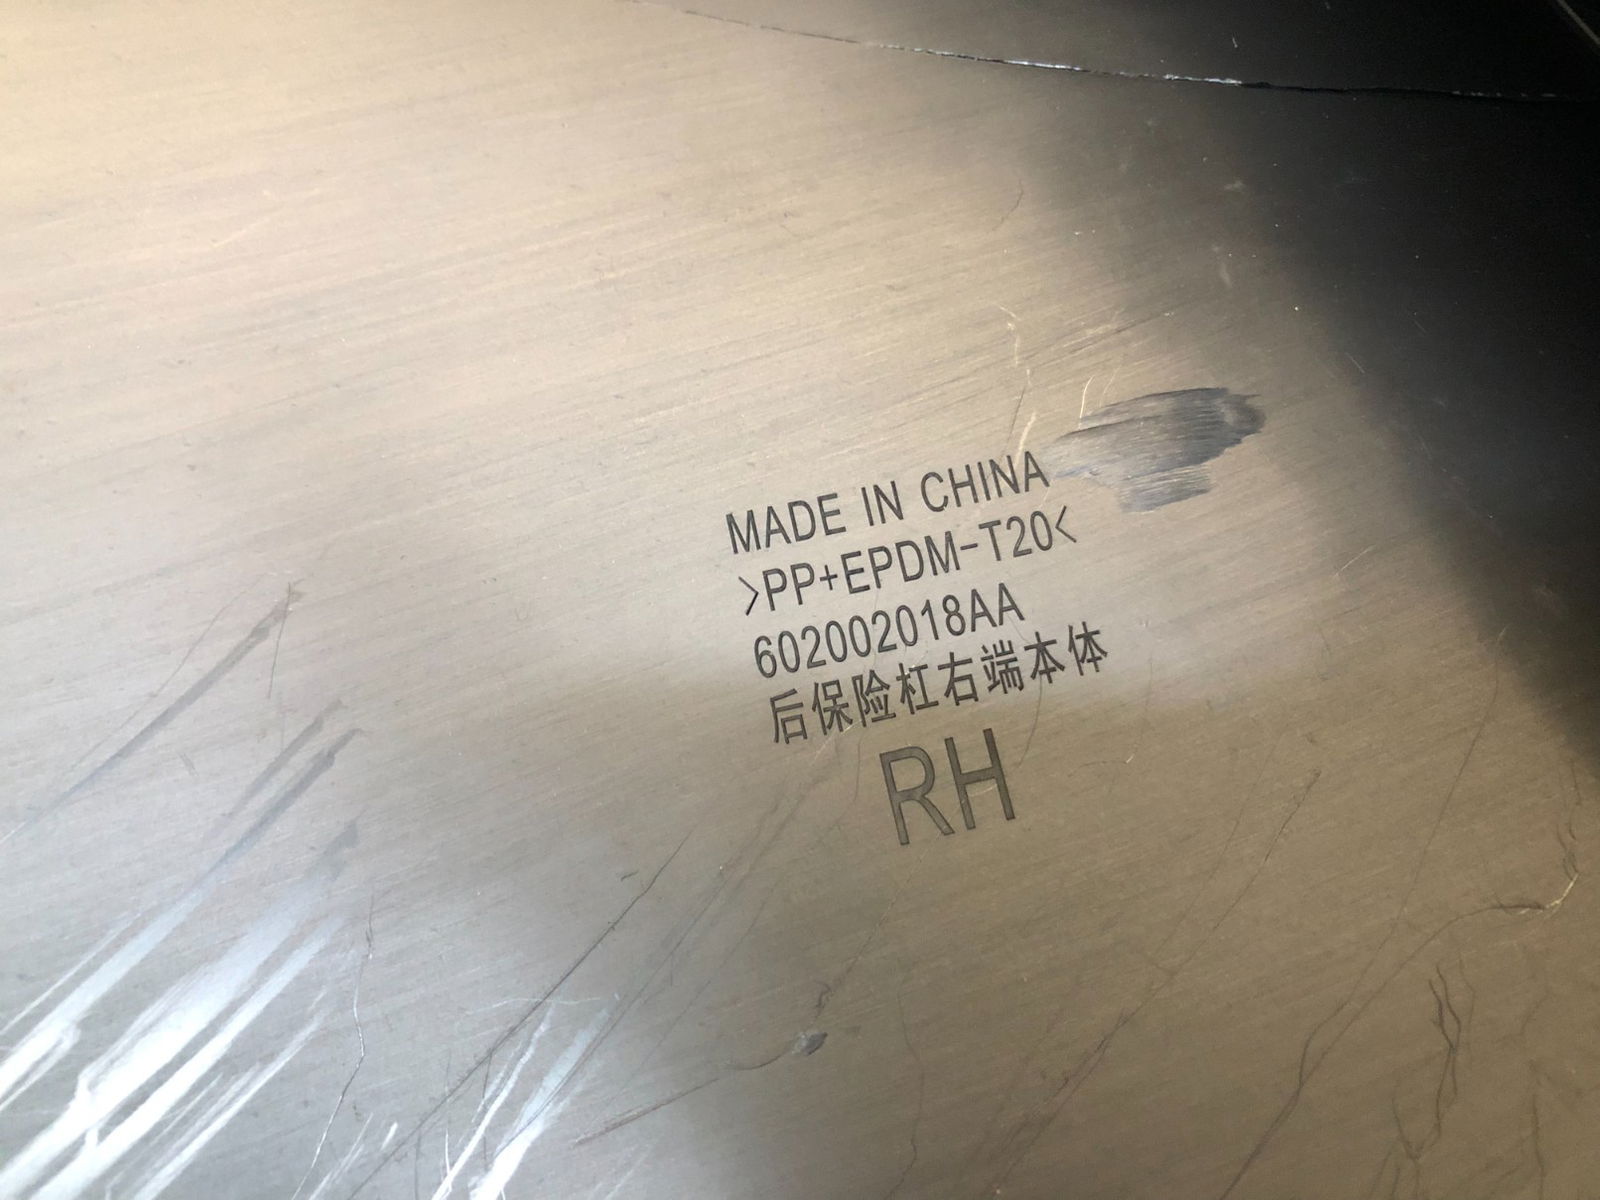 MADE IN CHINA
>PP+EPDM-T20<
602002018AA
后保险杠右端本体
RH